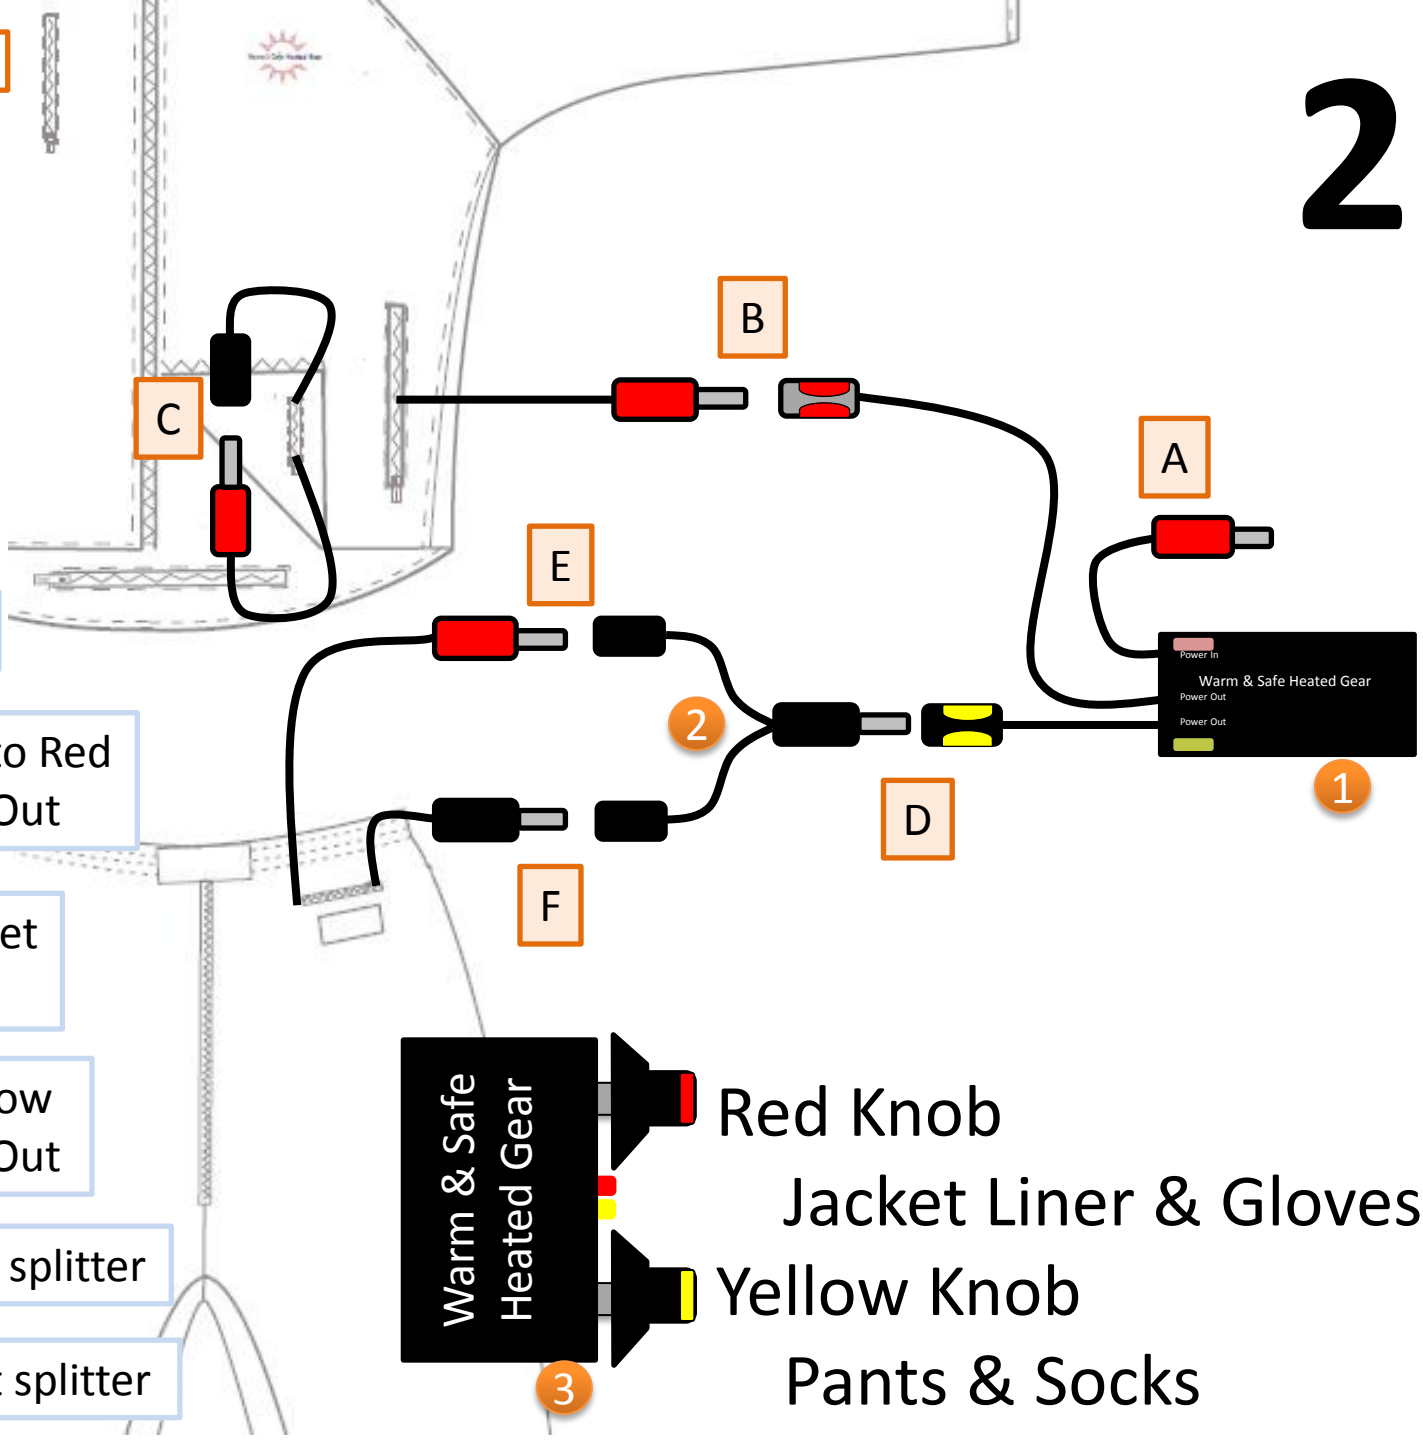 2
B
C
A
E
Power In
Warm & Safe Heated Gear
Power Out
Power Out
2
1
D
to Red
Out
F
et
ow
Out
splitter
splitter
Warm & Safe
Heated Gear
3
Red Knob
Jacket Liner & Gloves
Yellow Knob
Pants & Socks